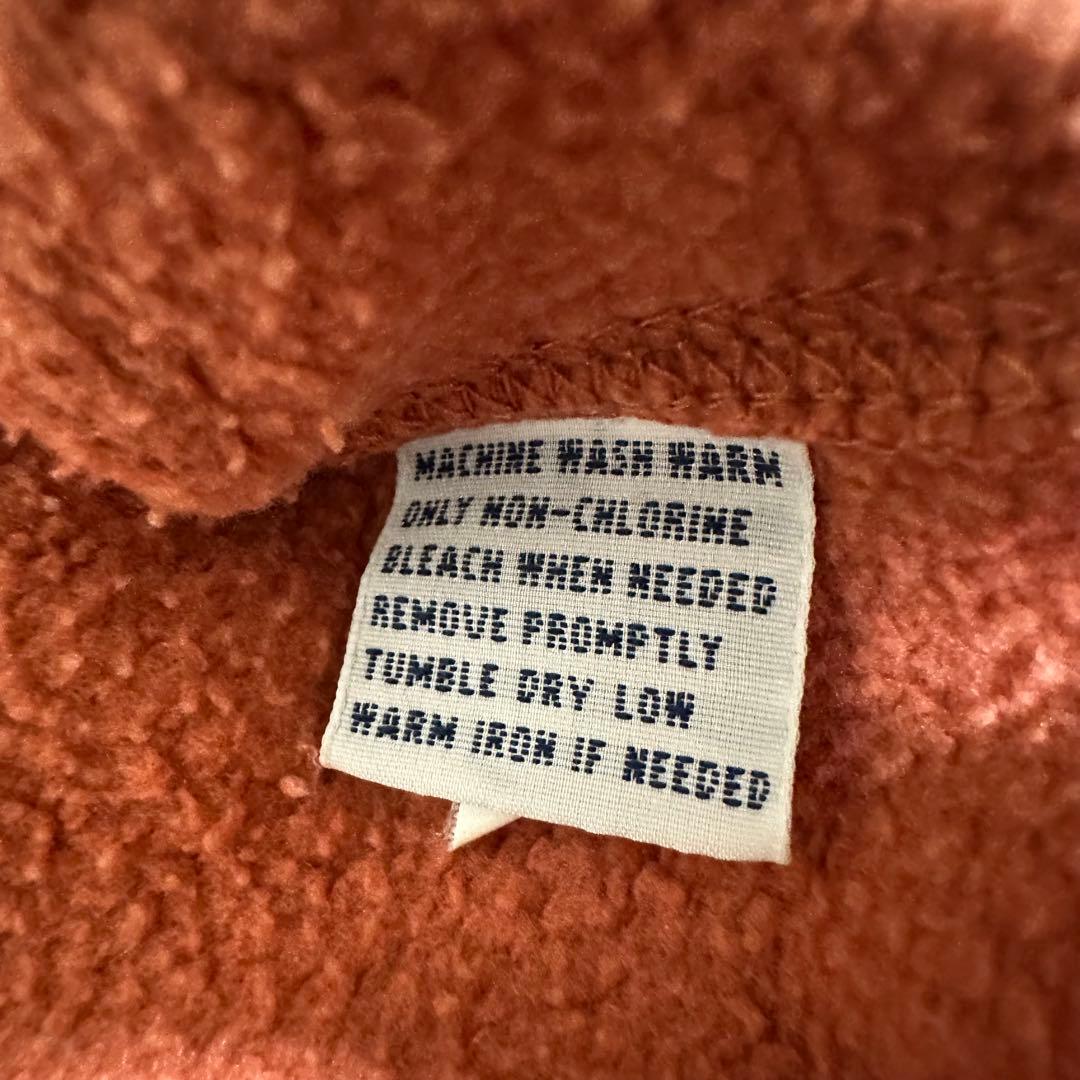 MACHINE WASH WARM
ONLY NON-CHLORINE
BLEACH WHEN NEEDED
REMOVE PROMPTLY
TUMBLE DRY LOW
WARM IRON IF NEEDED